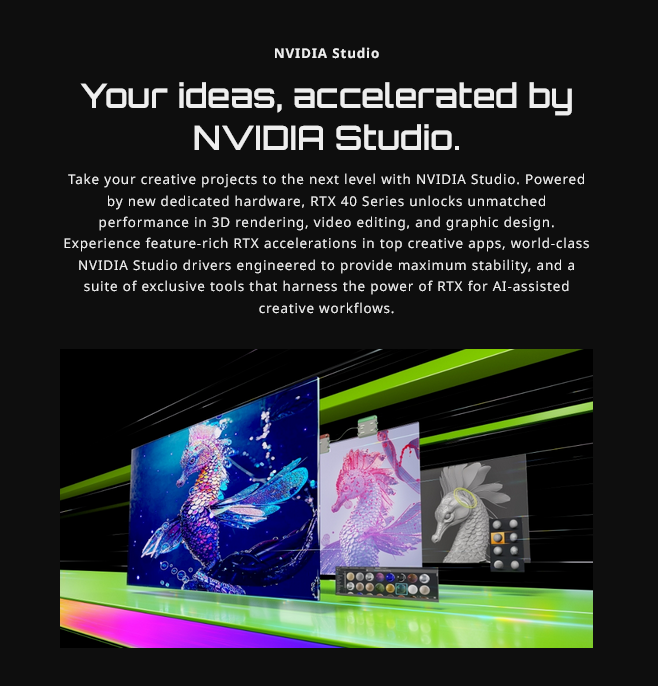 NVIDIA Studio
Your ideas, accelerated by
NVIDIA Studio.
Take your creative projects to the next level with NVIDIA Studio. Powered
by new dedicated hardware, RTX 40 Series unlocks unmatched
performance in 3D rendering, video editing, and graphic design.
Experience feature-rich RTX accelerations in top creative apps, world-class
NVIDIA Studio drivers engineered to provide maximum stability, and a
suite of exclusive tools that harness the power of RTX for AI-assisted
creative workflows.